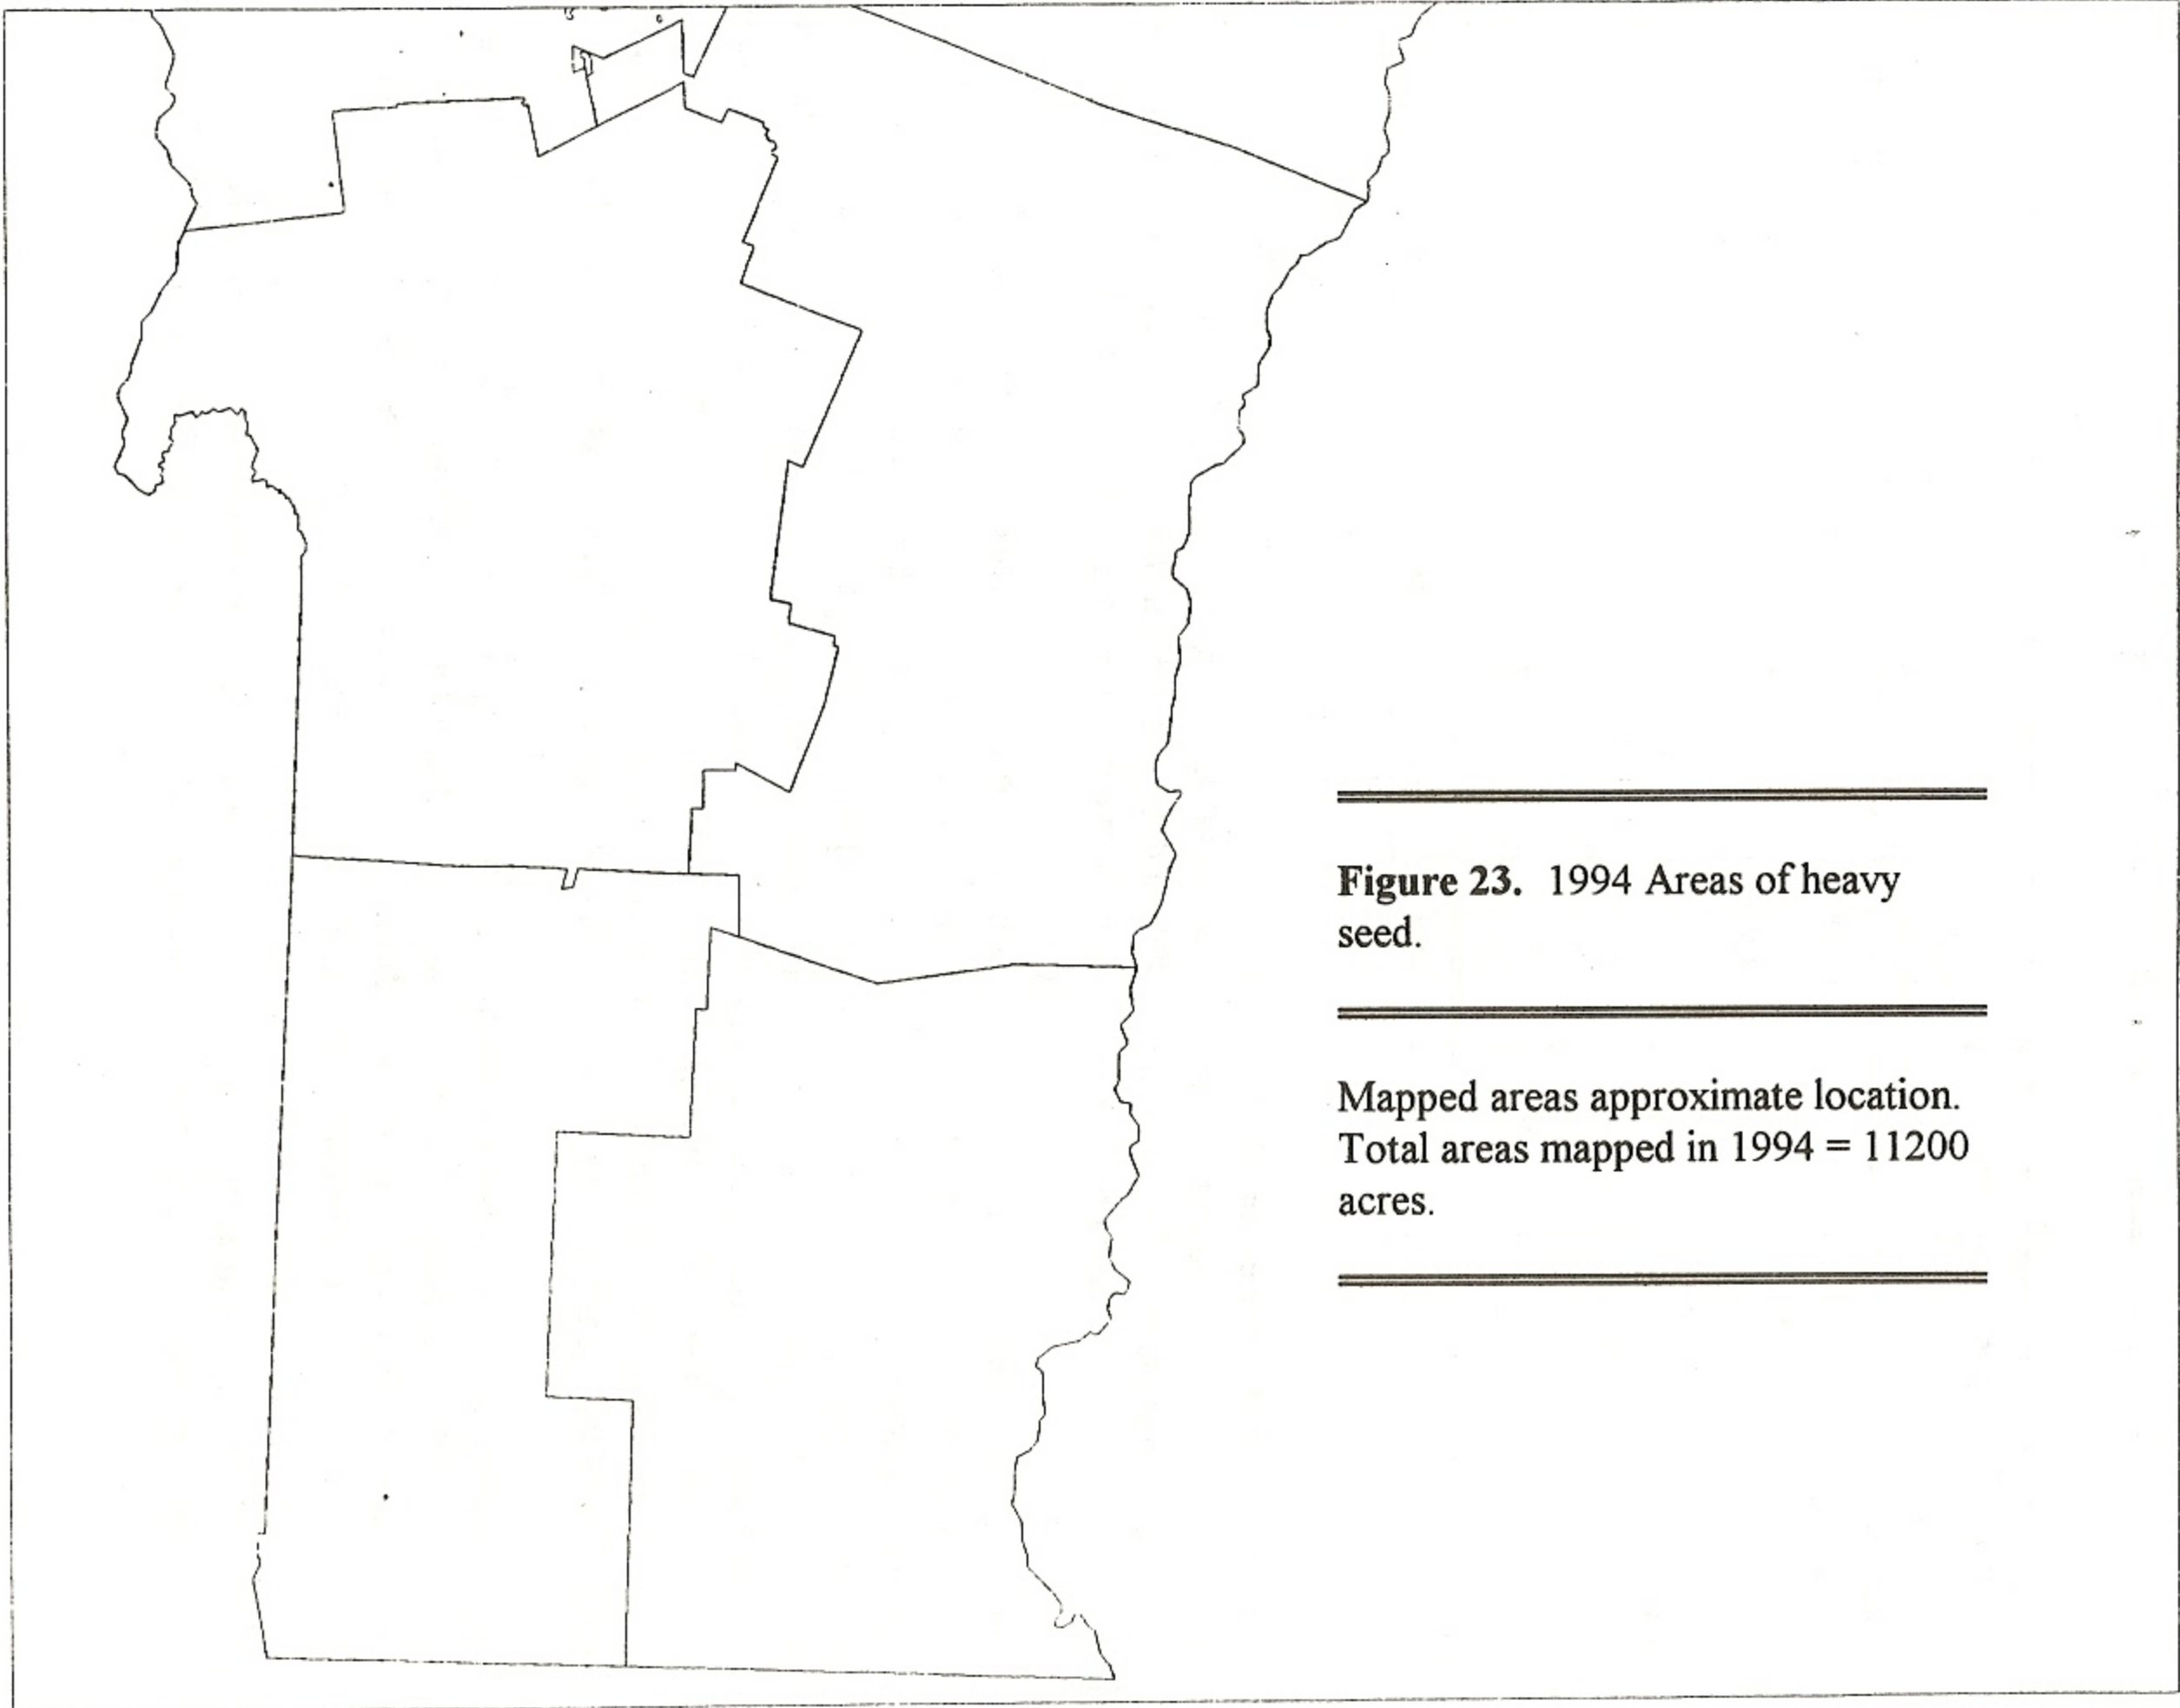 Figure 23. 1994 Areas of heavy
seed.
Mapped areas approximate location.
Total areas mapped in 1994 = 11200
acres.